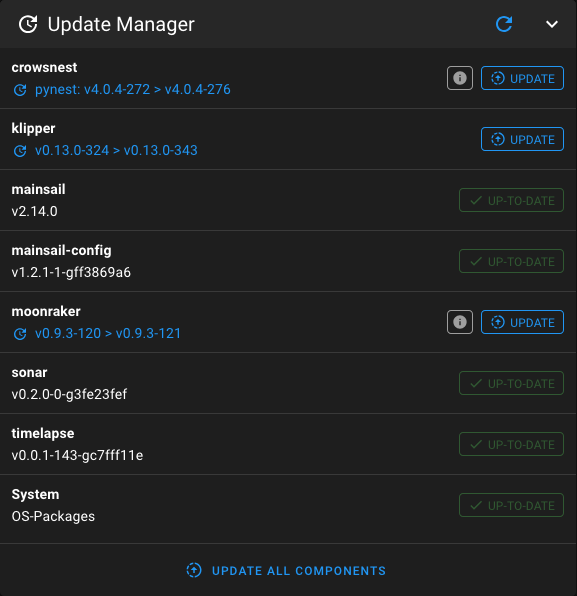 Update Manager
crowsnest
pynest: v4.0.4-272 > v4.0.4-276
UPDATE
klipper
v0.13.0-324 > v0.13.0-343
UPDATE
mainsail
v2.14.0
UP-TO-DATE
mainsail-config
v1.2.1-1-gff3869a6
UP-TO-DATE
moonraker
v0.9.3-120 > v0.9.3-121
UPDATE
sonar
v0.2.0-0-g3fe23fef
UP-TO-DATE
timelapse
v0.0.1-143-gc7fff11e
UP-TO-DATE
System
OS-Packages
UP-TO-DATE
UPDATE ALL COMPONENTS